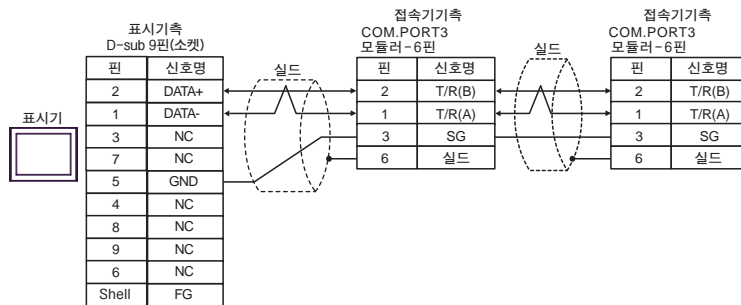 표시기측
D-sub 9핀(소켓)
접속기기측
COM.PORT3
모듈러-6핀
접속기기측
COM.PORT3
모듈러-6핀
표시기
실드
실드
핀 신호명
2 DATA+
1 DATA-
3 NC
7 NC
5 GND
4 NC
8 NC
9 NC
6 NC
Shell FG
핀 신호명
2 T/R(B)
1 T/R(A)
3 SG
6 실드
핀 신호명
2 T/R(B)
1 T/R(A)
3 SG
6 실드